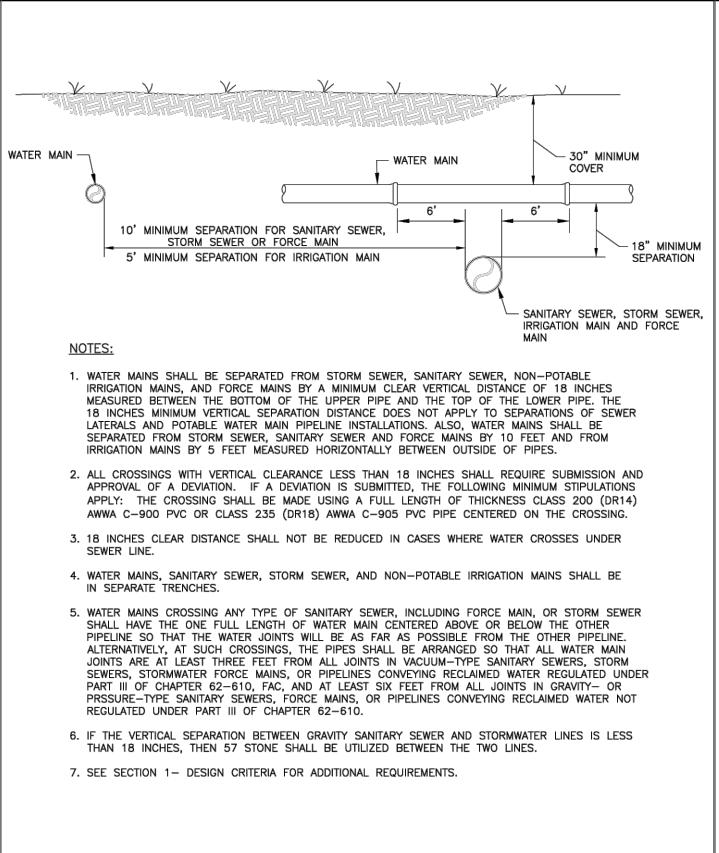 WATER MAIN
WATER MAIN
30" MINIMUM
COVER
6'
6'
10' MINIMUM SEPARATION FOR SANITARY SEWER,
STORM SEWER OR FORCE MAIN
5' MINIMUM SEPARATION FOR IRRIGATION MAIN
18" MINIMUM
SEPARATION
SANITARY SEWER, STORM SEWER,
IRRIGATION MAIN AND FORCE
MAIN
NOTES:
1. WATER MAINS SHALL BE SEPARATED FROM STORM SEWER, SANITARY SEWER, NON-POTABLE
IRRIGATION MAINS, AND FORCE MAINS BY A MINIMUM CLEAR VERTICAL DISTANCE OF 18 INCHES
MEASURED BETWEEN THE BOTTOM OF THE UPPER PIPE AND THE TOP OF THE LOWER PIPE. THE
18 INCHES MINIMUM VERTICAL SEPARATION DISTANCE DOES NOT APPLY TO SEPARATIONS OF SEWER
LATERALS AND POTABLE WATER MAIN PIPELINE INSTALLATIONS. ALSO, WATER MAINS SHALL BE
SEPARATED FROM STORM SEWER, SANITARY SEWER AND FORCE MAINS BY 10 FEET AND FROM
IRRIGATION MAINS BY 5 FEET MEASURED HORIZONTALLY BETWEEN OUTSIDE OF PIPES.
2. ALL CROSSINGS WITH VERTICAL CLEARANCE LESS THAN 18 INCHES SHALL REQUIRE SUBMISSION AND
APPROVAL OF A DEVIATION. IF A DEVIATION IS SUBMITTED, THE FOLLOWING MINIMUM STIPULATIONS
APPLY: THE CROSSING SHALL BE MADE USING A FULL LENGTH OF THICKNESS CLASS 200 (DR14)
AWWA C-900 PVC OR CLASS 235 (DR18) AWWA C-905 PVC PIPE CENTERED ON THE CROSSING.
3. 18 INCHES CLEAR DISTANCE SHALL NOT BE REDUCED IN CASES WHERE WATER CROSSES UNDER
SEWER LINE.
4. WATER MAINS, SANITARY SEWER, STORM SEWER, AND NON-POTABLE IRRIGATION MAINS SHALL BE
IN SEPARATE TRENCHES.
5. WATER MAINS CROSSING ANY TYPE OF SANITARY SEWER, INCLUDING FORCE MAIN, OR STORM SEWER
SHALL HAVE THE ONE FULL LENGTH OF WATER MAIN CENTERED ABOVE OR BELOW THE OTHER
PIPELINE SO THAT THE WATER JOINTS WILL BE AS FAR AS POSSIBLE FROM THE OTHER PIPELINE.
ALTERNATIVELY, AT SUCH CROSSINGS, THE PIPES SHALL BE ARRANGED SO THAT ALL WATER MAIN
JOINTS ARE AT LEAST THREE FEET FROM ALL JOINTS IN VACUUM-TYPE SANITARY SEWERS, STORM
SEWERS, STORMWATER FORCE MAINS, OR PIPELINES CONVEYING RECLAIMED WATER REGULATED UNDER
PART III OF CHAPTER 62-610, FAC, AND AT LEAST SIX FEET FROM ALL JOINTS IN GRAVITY- OR
PRSSURE-TYPE SANITARY SEWERS, FORCE MAINS, OR PIPELINES CONVEYING RECLAIMED WATER NOT
REGULATED UNDER PART III OF CHAPTER 62-610.
6. IF THE VERTICAL SEPARATION BETWEEN GRAVITY SANITARY SEWER AND STORMWATER LINES IS LESS
THAN 18 INCHES, THEN 57 STONE SHALL BE UTILIZED BETWEEN THE TWO LINES.
7. SEE SECTION 1- DESIGN CRITERIA FOR ADDITIONAL REQUIREMENTS.